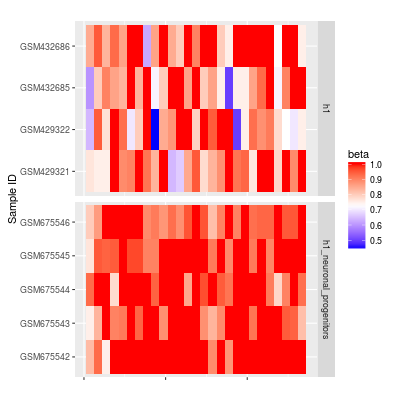 Sample ID
GSM432686
GSM432685
GSM429322
GSM429321
h1
GSM675546
GSM675545
GSM675544
GSM675543
GSM675542
h1_neuronal_progenitors
beta
1.0
0.9
0.8
0.7
0.6
0.5